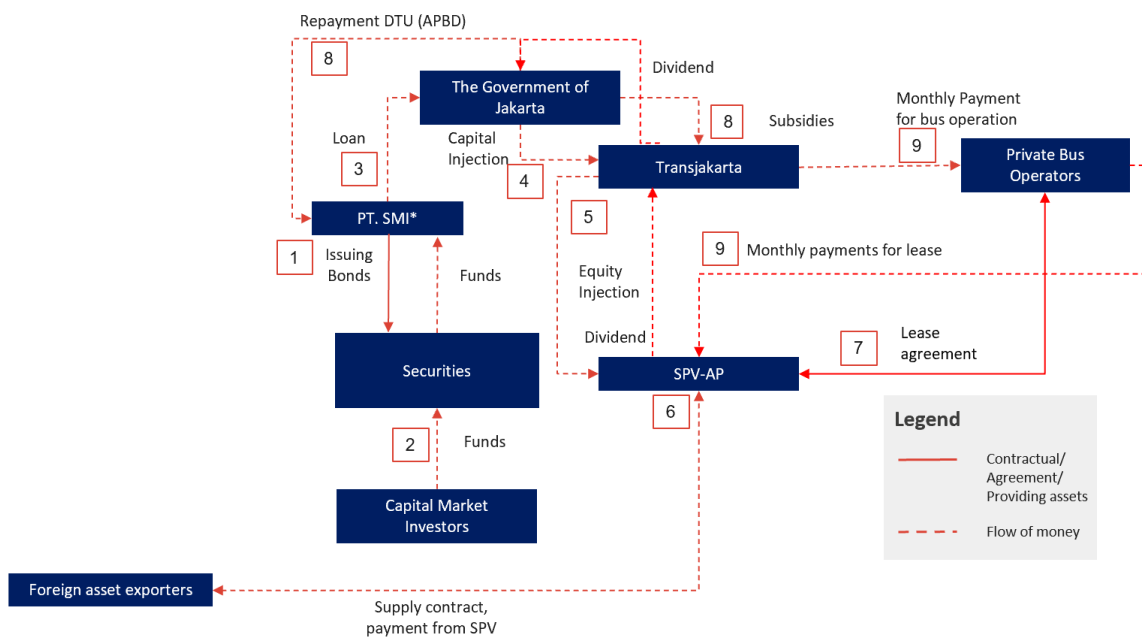 Repayment DTU (APBD)
8
The Government of
Jakarta
Dividend
8
Subsidies
Monthly Payment
for bus operation
9
Private Bus
Operators
Loan
3
Capital
Injection
4
Transjakarta
5
PT. SMI*
1
Issuing
Bonds
Funds
9
Monthly payments for lease
Equity
Injection
Dividend
7
Lease
agreement
Securities
SPV-AP
6
2
Funds
Capital Market
Investors
Legend
Contractual/
Agreement/
Providing assets
Flow of money
Foreign asset exporters
Supply contract,
payment from SPV